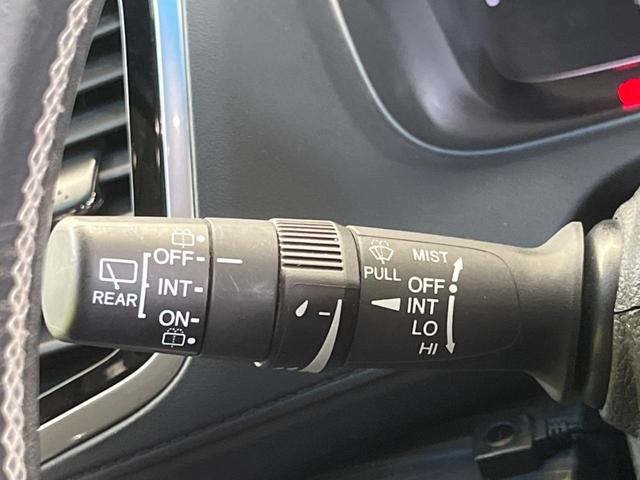 REAR
OFF-
INT-
ON-
PULL
MIST
OFF
INT
LO
HI